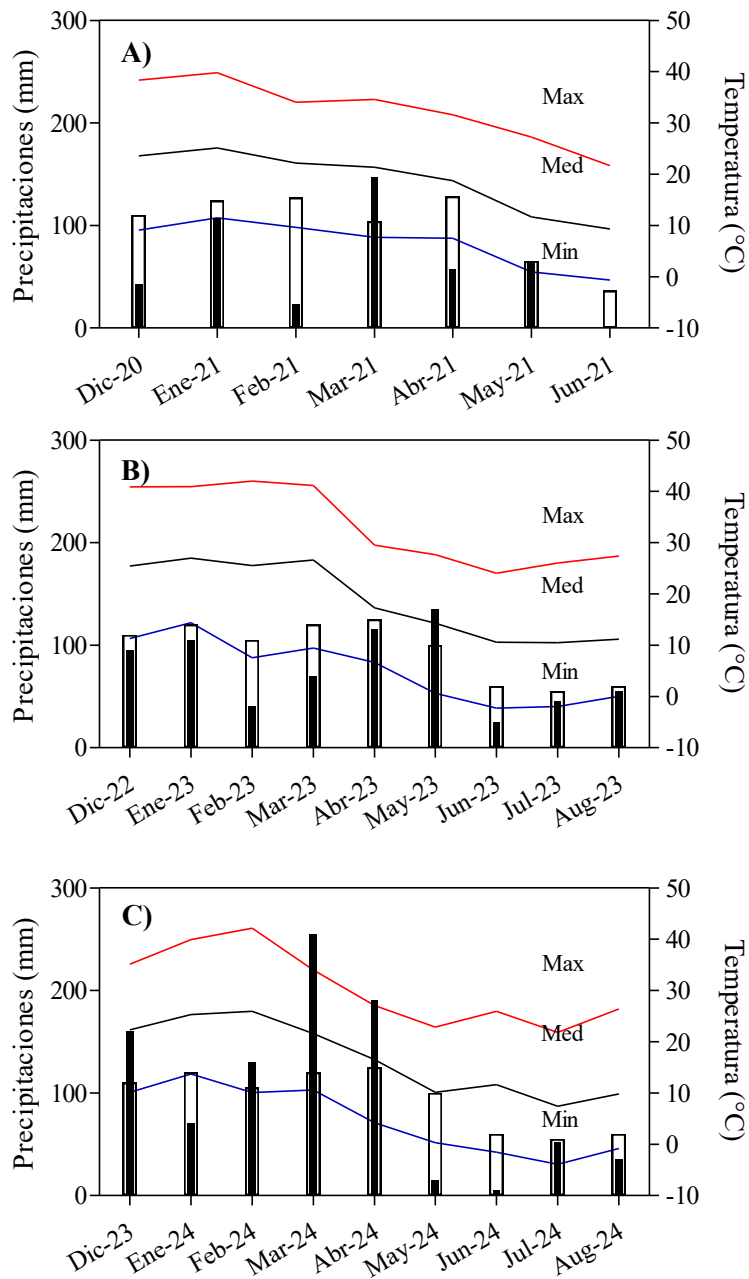 A)
Precipitaciones (mm)
300
200
100
0
50
40
30
20
10
0
-10
Temperatura (°C)
Max
Med
Min
Dic-20
Ene-21
Feb-21
Mar-21
Abr-21
May-21
Jun-21
B)
Precipitaciones (mm)
300
200
100
0
50
40
30
20
10
0
-10
Temperatura (°C)
Max
Med
Min
Dic-22
Ene-23
Feb-23
Mar-23
Abr-23
May-23
Jun-23
Jul-23
Aug-23
C)
Precipitaciones (mm)
300
200
100
0
50
40
30
20
10
0
-10
Temperatura (°C)
Max
Med
Min
Dic-23
Ene-24
Feb-24
Mar-24
Abr-24
May-24
Jun-24
Jul-24
Aug-24